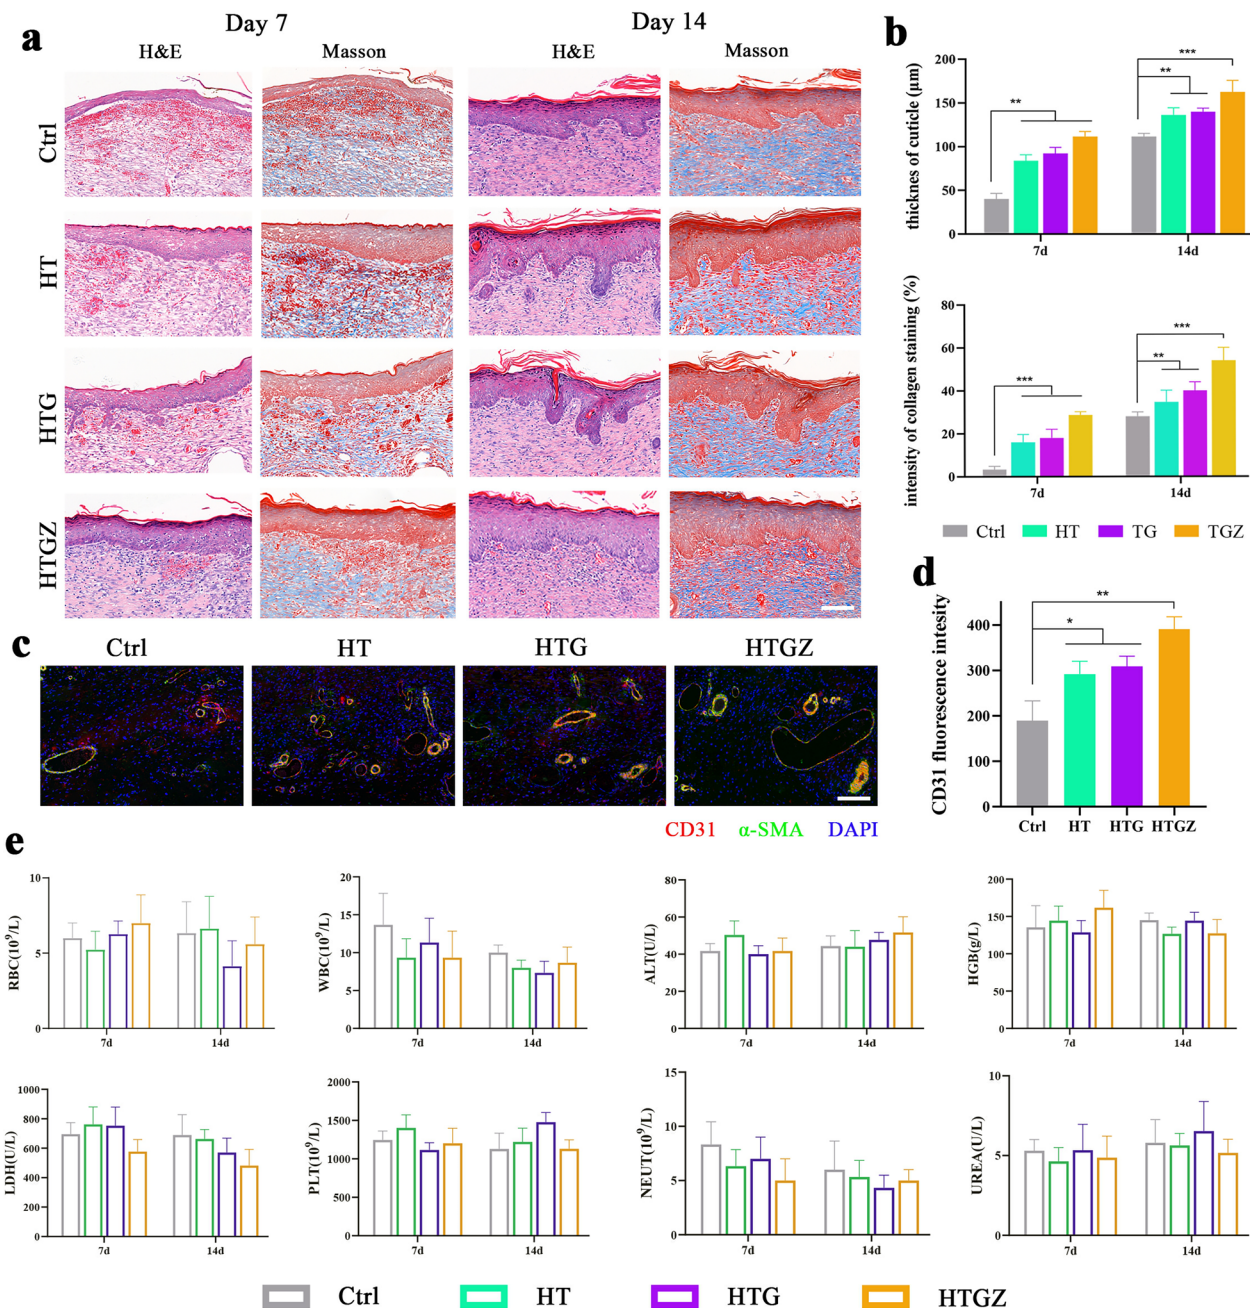 a
Day 7
Day 14
H&E
Masson
H&E
Masson
Ctrl
HT
HTG
HTGZ
b
thicknes of cuticle (μm)
200
150
100
50
0
**
**
***
7d
14d
intensity of collagen staining (%)
80
60
40
20
0
***
**
***
7d
14d
Ctrl
HT
TG
TGZ
c
Ctrl
HT
HTG
HTGZ
CD31
α-SMA
DAPI
d
CD31 fluorescence intesity
400
300
200
100
0
*
**
Ctrl
HT
HTG
HTGZ
e
RBC(10⁹/L)
10
5
0
7d
14d
WBC(10⁹/L)
20
15
10
5
0
7d
14d
ALT(U/L)
80
60
40
20
0
7d
14d
HGB(g/L)
200
150
100
50
0
7d
14d
LDH(U/L)
1000
800
600
400
200
0
7d
14d
PLT(10⁹/L)
2000
1500
1000
500
0
7d
14d
NEUT(10⁹/L)
15
10
5
0
7d
14d
UREA(U/L)
10
5
0
7d
14d
Ctrl
HT
HTG
HTGZ